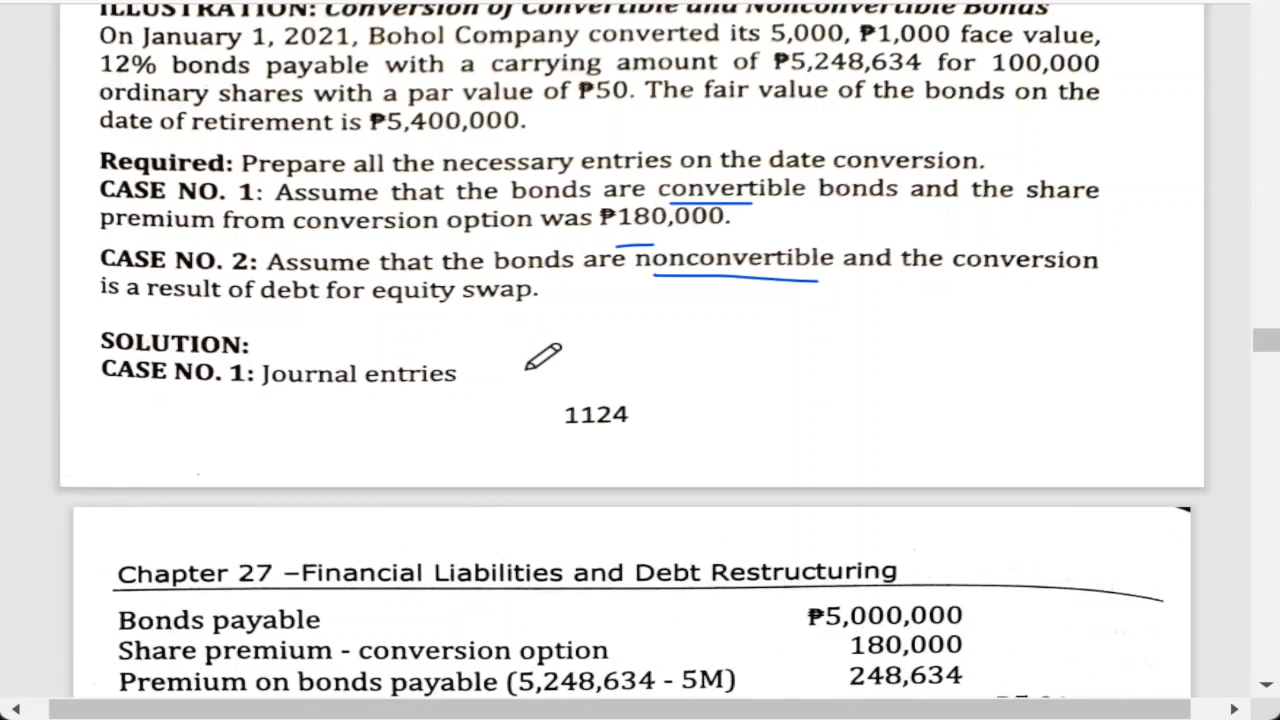 ILLUSTRATION: Conversion of Convertible and Nonconvertible Bonds
On January 1, 2021, Bohol Company converted its 5,000, ₱1,000 face value,
12% bonds payable with a carrying amount of ₱5,248,634 for 100,000
ordinary shares with a par value of ₱50. The fair value of the bonds on the
date of retirement is ₱5,400,000.
Required: Prepare all the necessary entries on the date conversion.
CASE NO. 1: Assume that the bonds are convertible bonds and the share
premium from conversion option was ₱180,000.
CASE NO. 2: Assume that the bonds are nonconvertible and the conversion
is a result of debt for equity swap.
SOLUTION:
CASE NO. 1: Journal entries
1124
Chapter 27 –Financial Liabilities and Debt Restructuring
Bonds payable ₱5,000,000
Share premium - conversion option 180,000
Premium on bonds payable (5,248,634 - 5M) 248,634